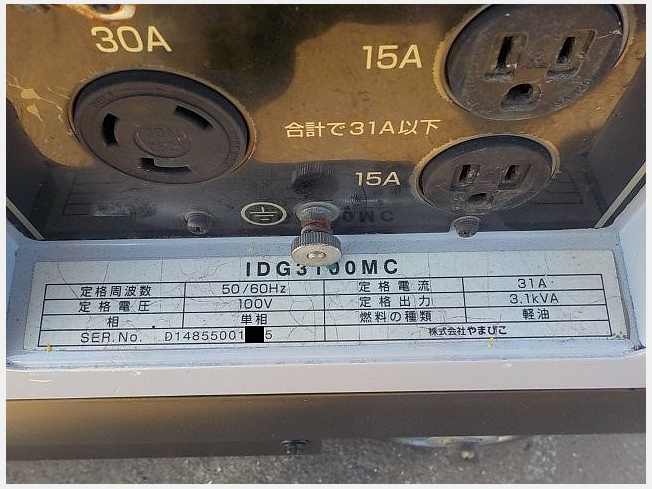 30A
15A
合計で31A以下
15A
IDG3100MC
定格周波数 50/60Hz 定格電流 31A
定格電圧 100V 定格出力 3.1kVA
相 単相 燃料の種類 軽油
SER.No. D14855001 5 株式会社やまびこ